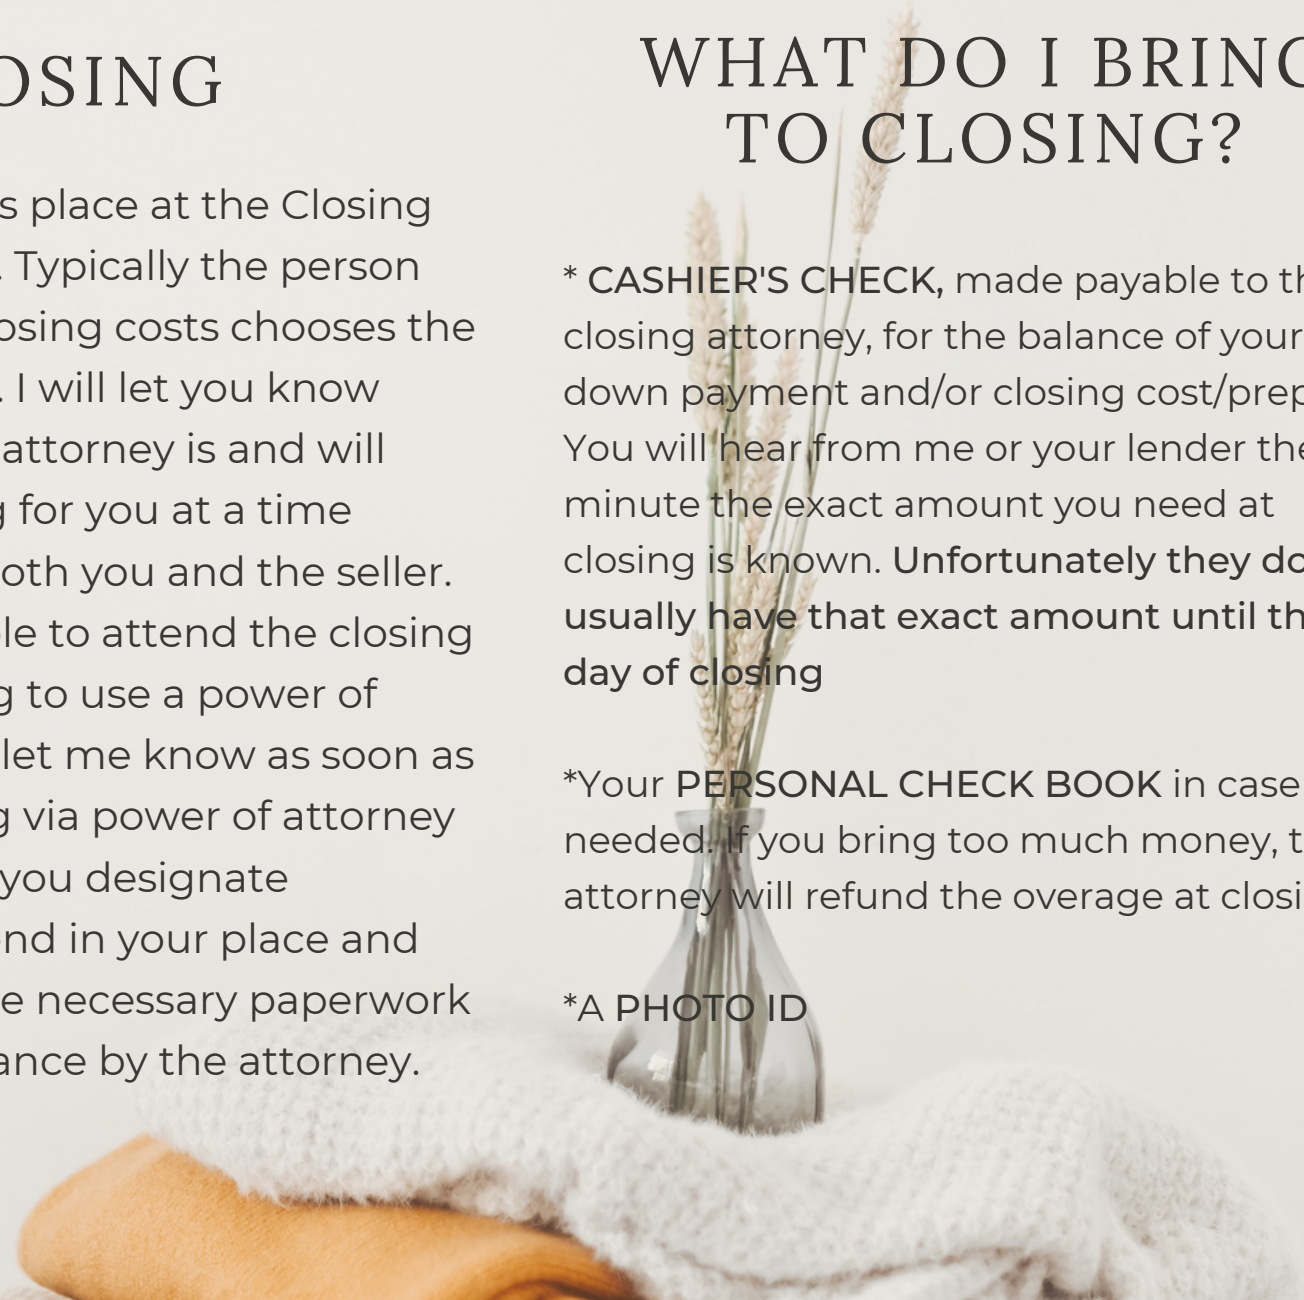 OSING
s place at the Closing
. Typically the person
osing costs chooses the
. I will let you know
attorney is and will
g for you at a time
oth you and the seller.
le to attend the closing
g to use a power of
let me know as soon as
g via power of attorney
you designate
end in your place and
e necessary paperwork
ance by the attorney.
WHAT DO I BRING
TO CLOSING?
* CASHIER'S CHECK, made payable to th
closing attorney, for the balance of your
down payment and/or closing cost/prep
You will hear from me or your lender the
minute the exact amount you need at
closing is known. Unfortunately they do
usually have that exact amount until th
day of closing
*Your PERSONAL CHECK BOOK in case
needed. If you bring too much money, t
attorney will refund the overage at closi
*A PHOTO ID